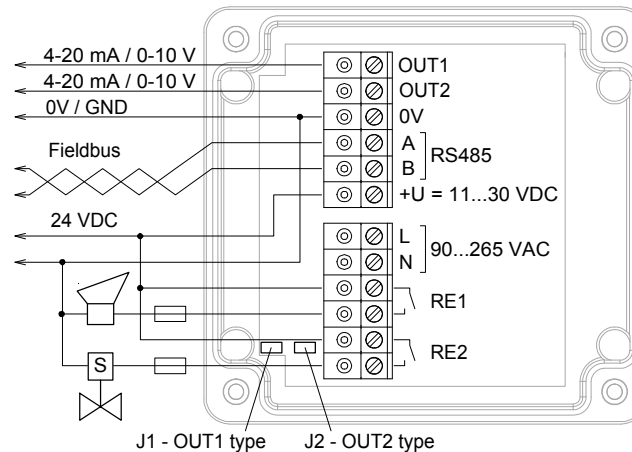 4-20 mA / 0-10 V
OUT1
4-20 mA / 0-10 V
OUT2
0V / GND
0V
Fieldbus
A
B
RS485
+U = 11...30 VDC
24 VDC
L
N
90...265 VAC
RE1
RE2
S
J1 - OUT1 type
J2 - OUT2 type